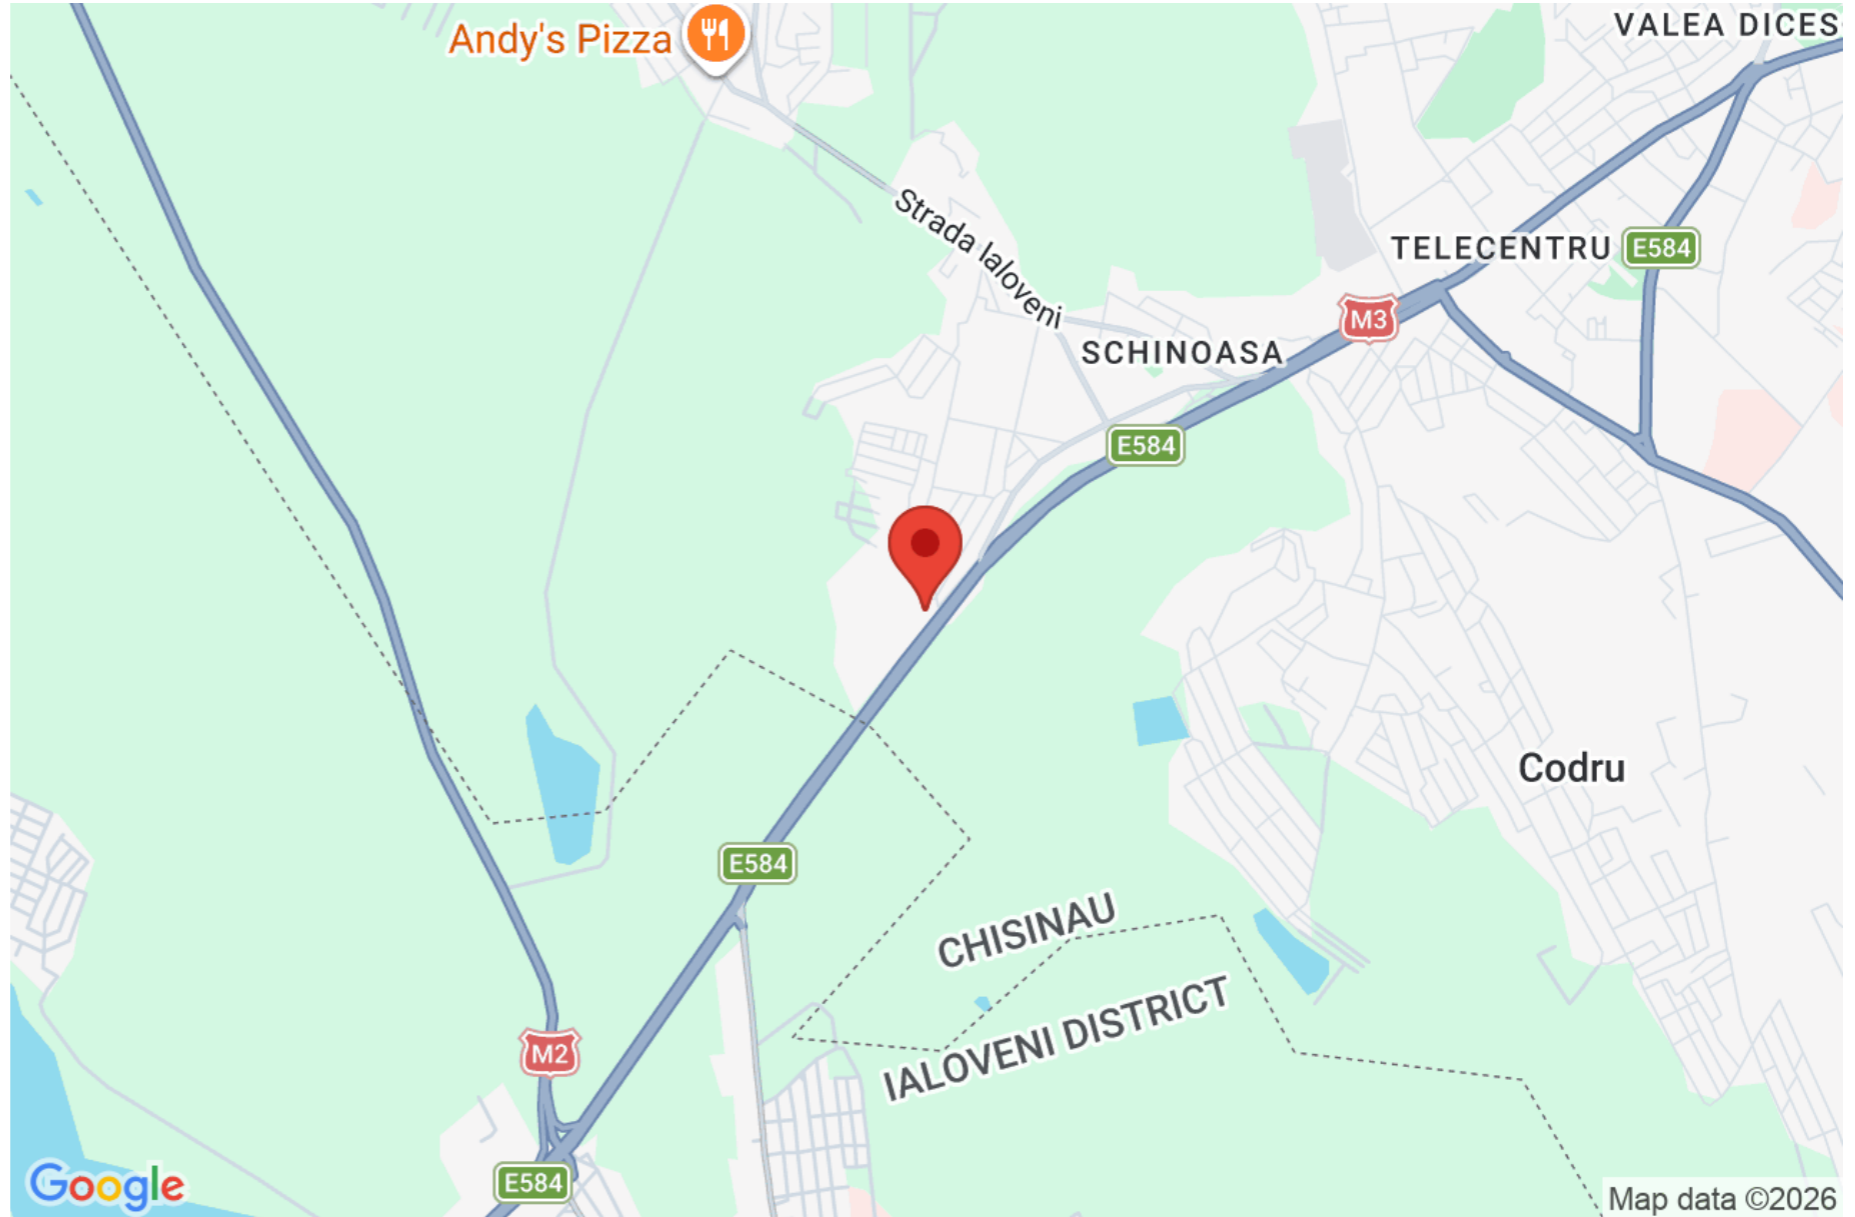 VALEA DICES
Andy's Pizza
Strada Ialoveni
TELECENTRU
E584
M3
SCHINOASA
E584
Codru
E584
CHISINAU
IALOVENI DISTRICT
M2
E584
Google
Map data ©2026